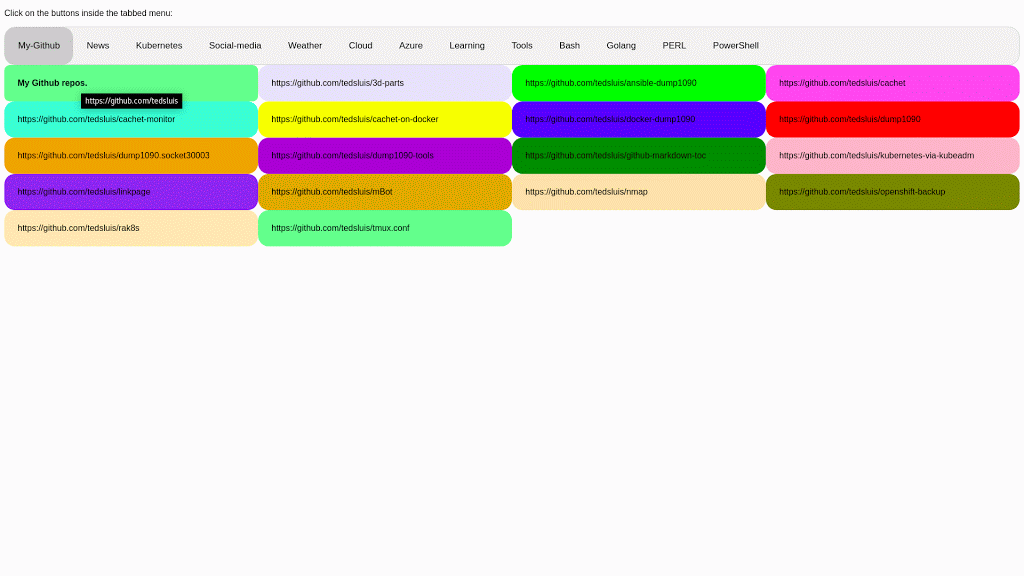 Click on the buttons inside the tabbed menu:
My-Github News Kubernetes Social-media Weather Cloud Azure Learning Tools Bash Golang PERL PowerShell
My Github repos. https://github.com/tedsluis/3d-parts https://github.com/tedsluis/ansible-dump1090 https://github.com/tedsluis/cachet
https://github.com/tedsluis
https://github.com/tedsluis/cachet-monitor https://github.com/tedsluis/cachet-on-docker https://github.com/tedsluis/docker-dump1090 https://github.com/tedsluis/dump1090
https://github.com/tedsluis/dump1090.socket30003 https://github.com/tedsluis/dump1090-tools https://github.com/tedsluis/github-markdown-toc https://github.com/tedsluis/kubernetes-via-kubeadm
https://github.com/tedsluis/linkpage https://github.com/tedsluis/mBot https://github.com/tedsluis/nmap https://github.com/tedsluis/openshift-backup
https://github.com/tedsluis/rak8s https://github.com/tedsluis/tmux.conf